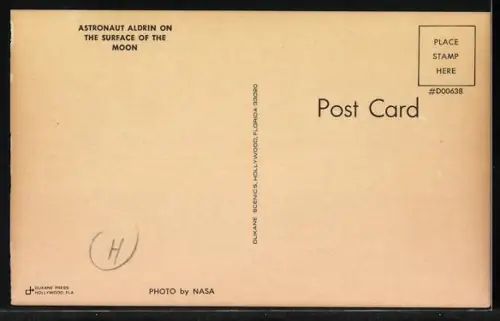 ASTRONAUT ALDRIN ON
THE SURFACE OF THE
MOON
PLACE
STAMP
HERE
#D00638
Post Card
DUKANE SCENICS, HOLLYWOOD, FLORIDA 33020
H
DUKANE PRESS
HOLLYWOOD, FLA
PHOTO by NASA